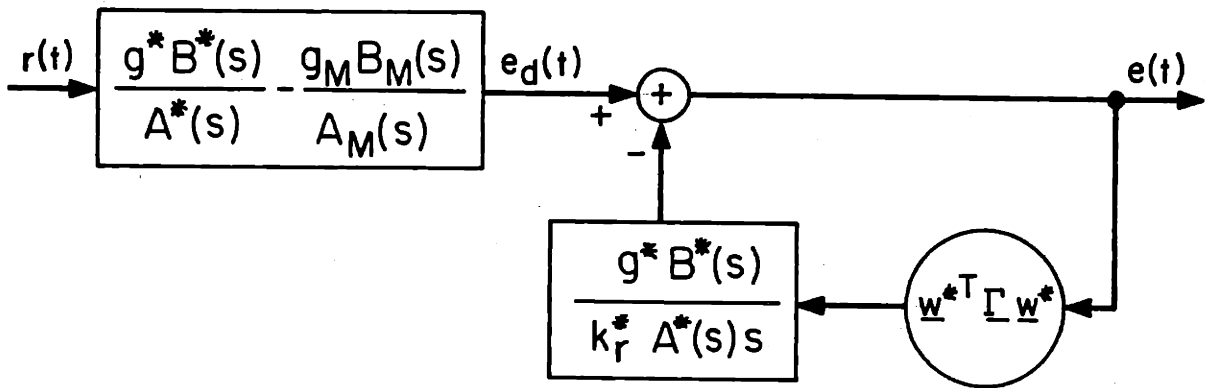 r(t)
g* B*(s) / A*(s) - g_M B_M(s) / A_M(s)
e_d(t)
+
+
-
e(t)
g* B*(s) / k_r* A*(s) s
w*^T Γ w*